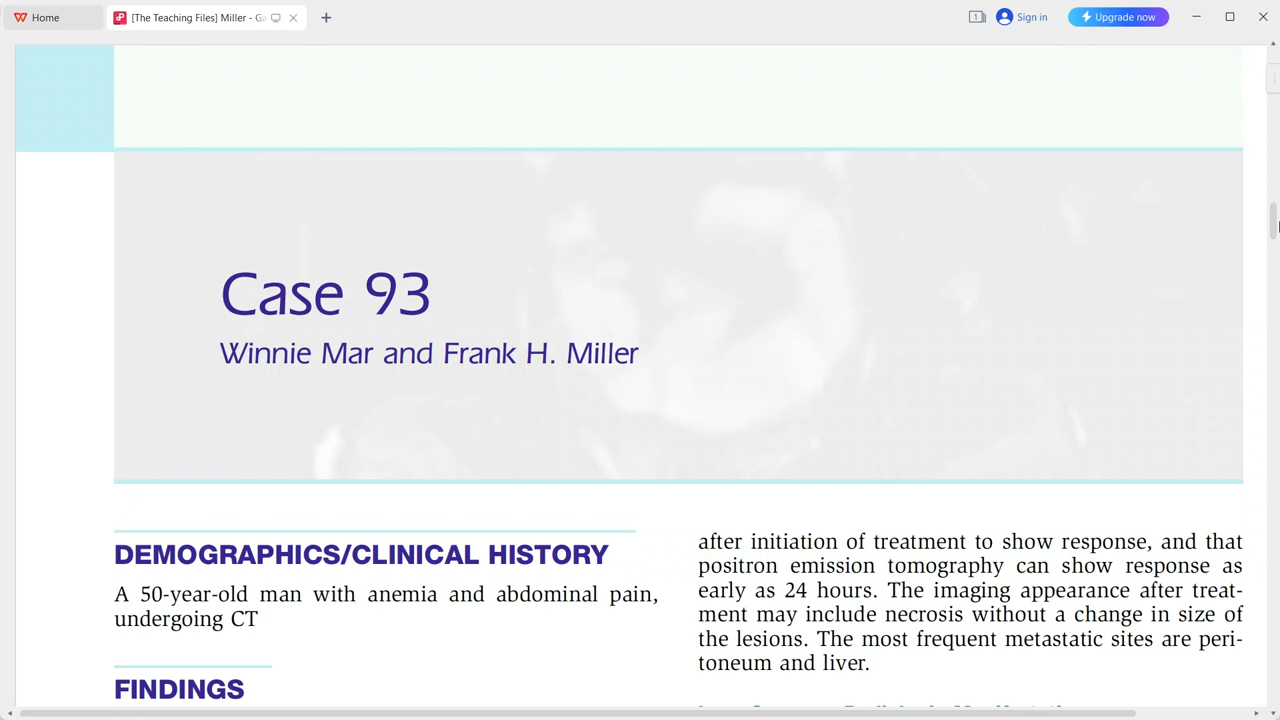 Home
[The Teaching Files] Miller - Ga
1
Sign in
Upgrade now
Case 93
Winnie Mar and Frank H. Miller
DEMOGRAPHICS/CLINICAL HISTORY
A 50-year-old man with anemia and abdominal pain,
undergoing CT
FINDINGS
after initiation of treatment to show response, and that
positron emission tomography can show response as
early as 24 hours. The imaging appearance after treat-
ment may include necrosis without a change in size of
the lesions. The most frequent metastatic sites are peri-
toneum and liver.